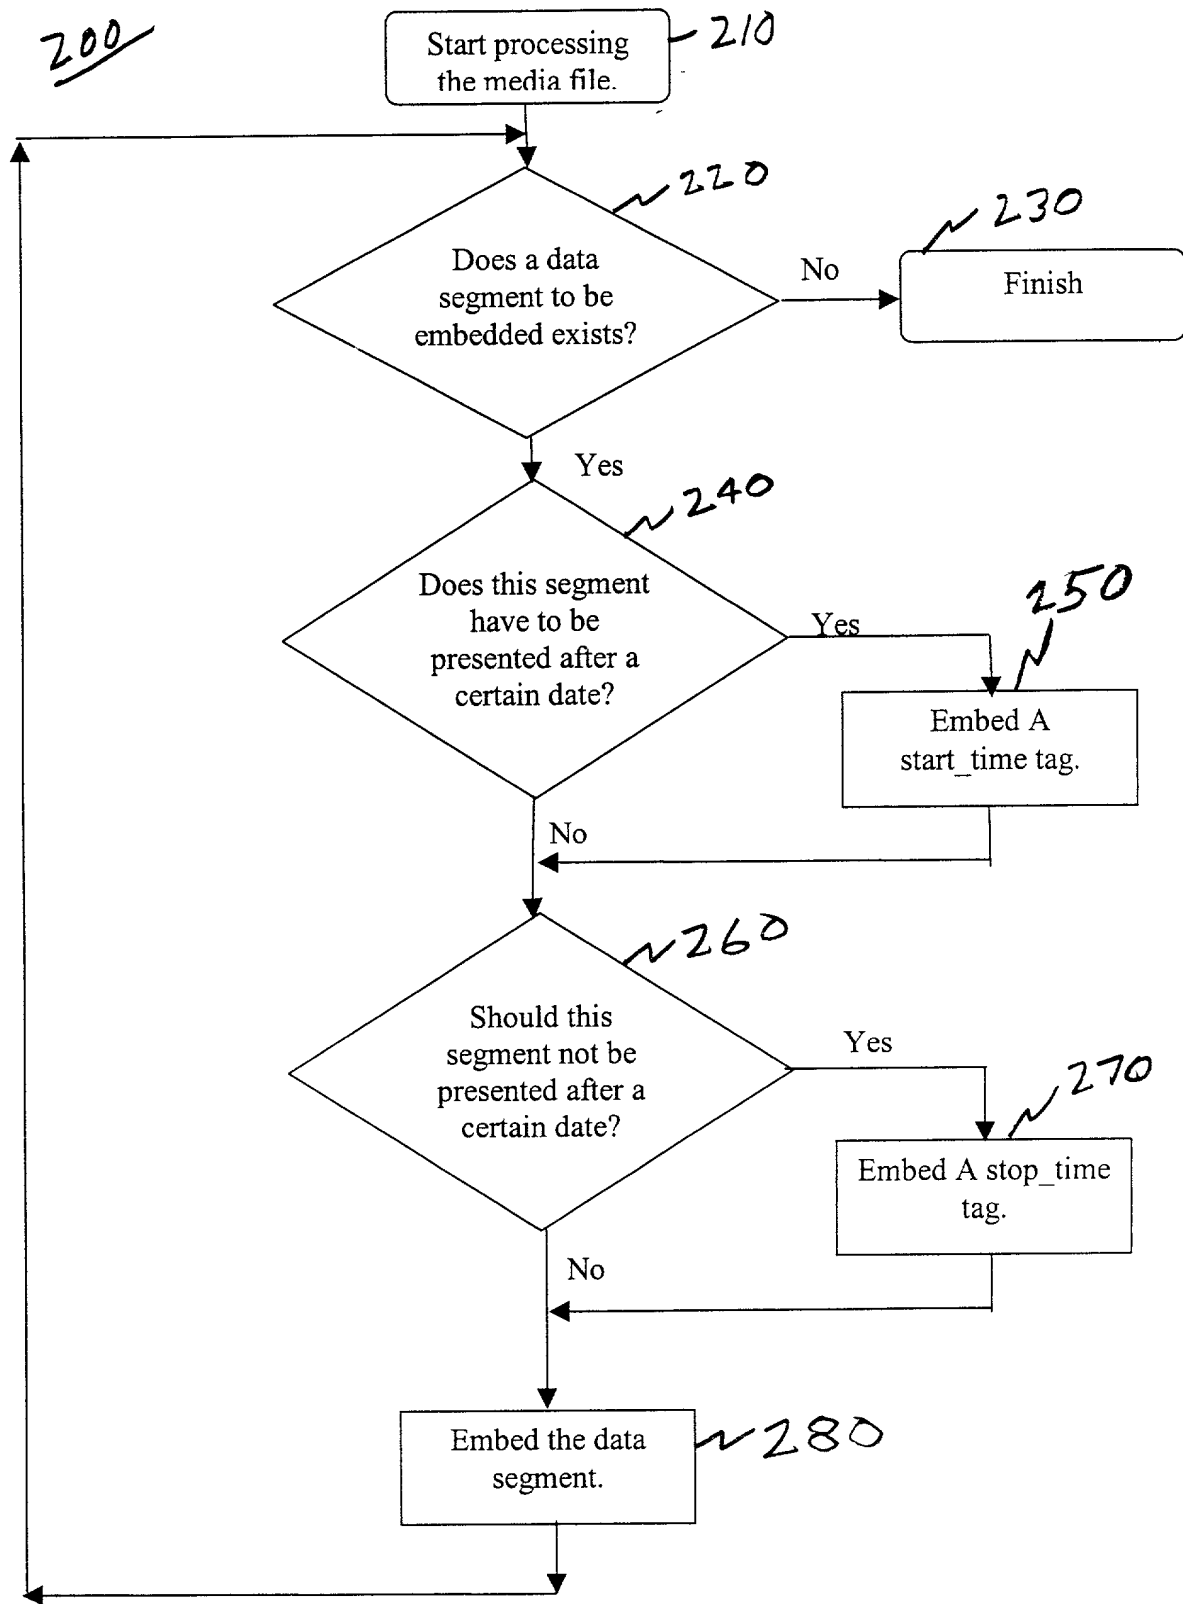 200
Start processing
the media file.
210
220
Does a data
segment to be
embedded exists?
No
230
Finish
Yes
240
Does this segment
have to be
presented after a
certain date?
Yes
250
Embed A
start_time tag.
No
260
Should this
segment not be
presented after a
certain date?
Yes
270
Embed A stop_time
tag.
No
Embed the data
segment.
280